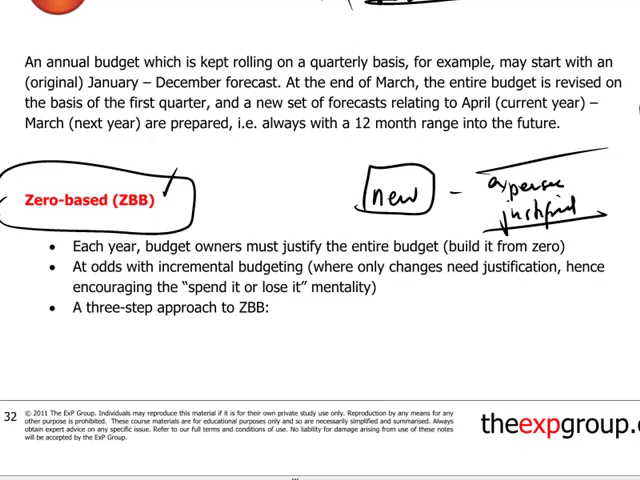 An annual budget which is kept rolling on a quarterly basis, for example, may start with an
(original) January – December forecast. At the end of March, the entire budget is revised on
the basis of the first quarter, and a new set of forecasts relating to April (current year) –
March (next year) are prepared, i.e. always with a 12 month range into the future.
new – expense
justified
Zero-based (ZBB)
• Each year, budget owners must justify the entire budget (build it from zero)
• At odds with incremental budgeting (where only changes need justification, hence
encouraging the “spend it or lose it” mentality)
• A three-step approach to ZBB:
32
© 2011 The ExP Group. Individuals may reproduce this material if it is for their own private study use only. Reproduction by any means for any
other purpose is prohibited. These course materials are for educational purposes only and so are necessarily simplified and summarised. Always
obtain expert advice on any specific issue. Refer to our full terms and conditions of use. No liability for damage arising from use of these notes
will be accepted by the ExP Group.
theexpgroup.